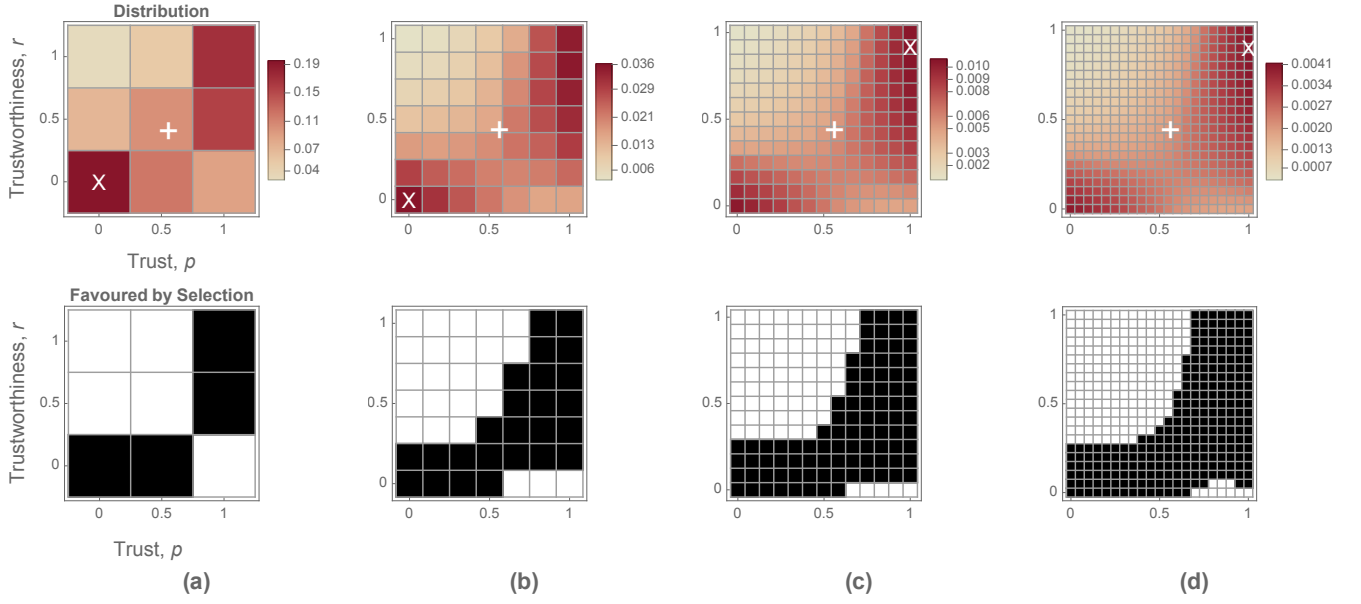 Distribution
Trustworthiness, r
1
0.5
0
0 0.5 1
Trust, p
0.19
0.15
0.11
0.07
0.04
1
0.5
0
0 0.5 1
0.036
0.029
0.021
0.013
0.006
X
1
0.5
0
0 0.5 1
0.010
0.009
0.008
0.006
0.005
0.003
0.002
X
1
0.5
0
0 0.5 1
0.0041
0.0034
0.0027
0.0020
0.0013
0.0007
X
X
Favoured by Selection
Trustworthiness, r
1
0.5
0
0 0.5 1
Trust, p
1
0.5
0
0 0.5 1
1
0.5
0
0 0.5 1
1
0.5
0
0 0.5 1
(a) (b) (c) (d)